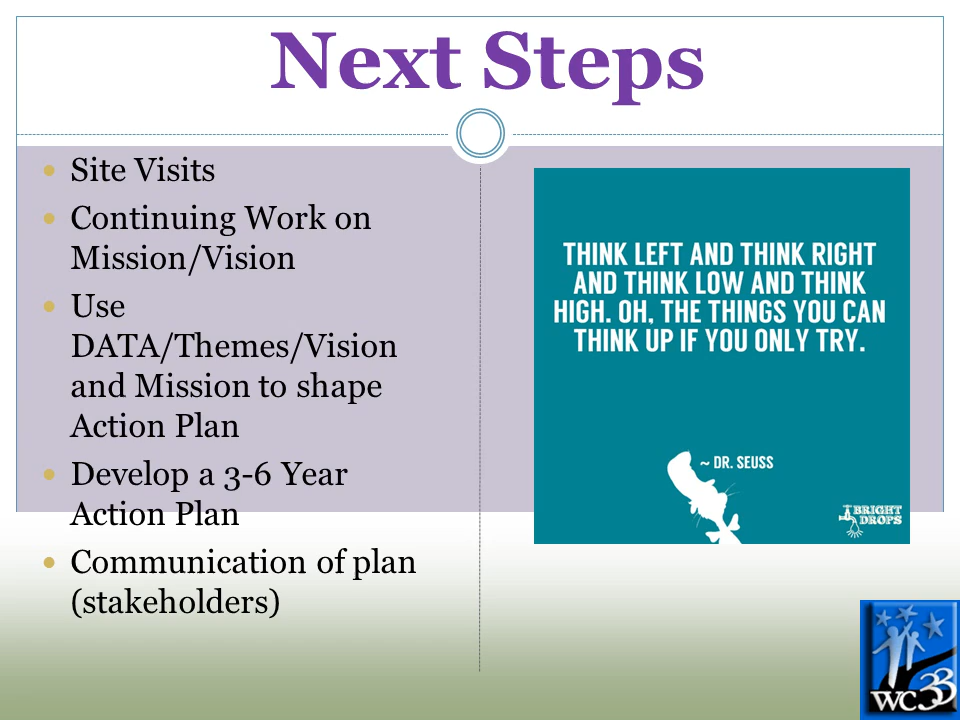 Next Steps
Site Visits
Continuing Work on
Mission/Vision
Use
DATA/Themes/Vision
and Mission to shape
Action Plan
Develop a 3-6 Year
Action Plan
Communication of plan
(stakeholders)
THINK LEFT AND THINK RIGHT
AND THINK LOW AND THINK
HIGH. OH, THE THINGS YOU CAN
THINK UP IF YOU ONLY TRY.
~ DR. SEUSS
BRIGHT
DROPS
WC33